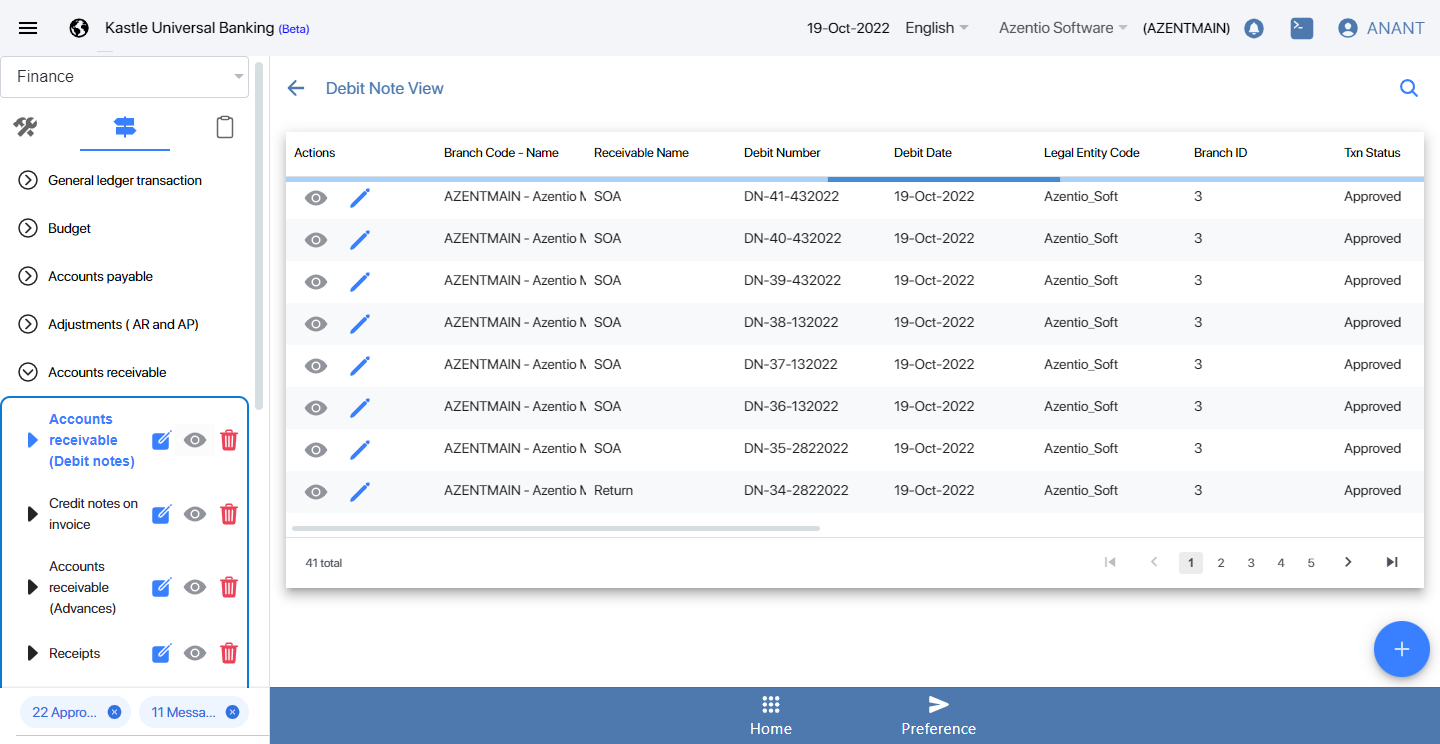 Kastle Universal Banking (Beta)
19-Oct-2022 English Azentio Software (AZENTMAIN) ANANT
Finance
General ledger transaction
Budget
Accounts payable
Adjustments ( AR and AP)
Accounts receivable
Accounts
receivable
(Debit notes)
Credit notes on
invoice
Accounts
receivable
(Advances)
Receipts
22 Appro...
11 Messa...
Debit Note View
Actions Branch Code - Name Receivable Name Debit Number Debit Date Legal Entity Code Branch ID Txn Status
AZENTMAIN - Azentio M SOA DN-41-432022 19-Oct-2022 Azentio_Soft 3 Approved
AZENTMAIN - Azentio M SOA DN-40-432022 19-Oct-2022 Azentio_Soft 3 Approved
AZENTMAIN - Azentio M SOA DN-39-432022 19-Oct-2022 Azentio_Soft 3 Approved
AZENTMAIN - Azentio M SOA DN-38-132022 19-Oct-2022 Azentio_Soft 3 Approved
AZENTMAIN - Azentio M SOA DN-37-132022 19-Oct-2022 Azentio_Soft 3 Approved
AZENTMAIN - Azentio M SOA DN-36-132022 19-Oct-2022 Azentio_Soft 3 Approved
AZENTMAIN - Azentio M SOA DN-35-2822022 19-Oct-2022 Azentio_Soft 3 Approved
AZENTMAIN - Azentio M Return DN-34-2822022 19-Oct-2022 Azentio_Soft 3 Approved
41 total
1 2 3 4 5
Home
Preference